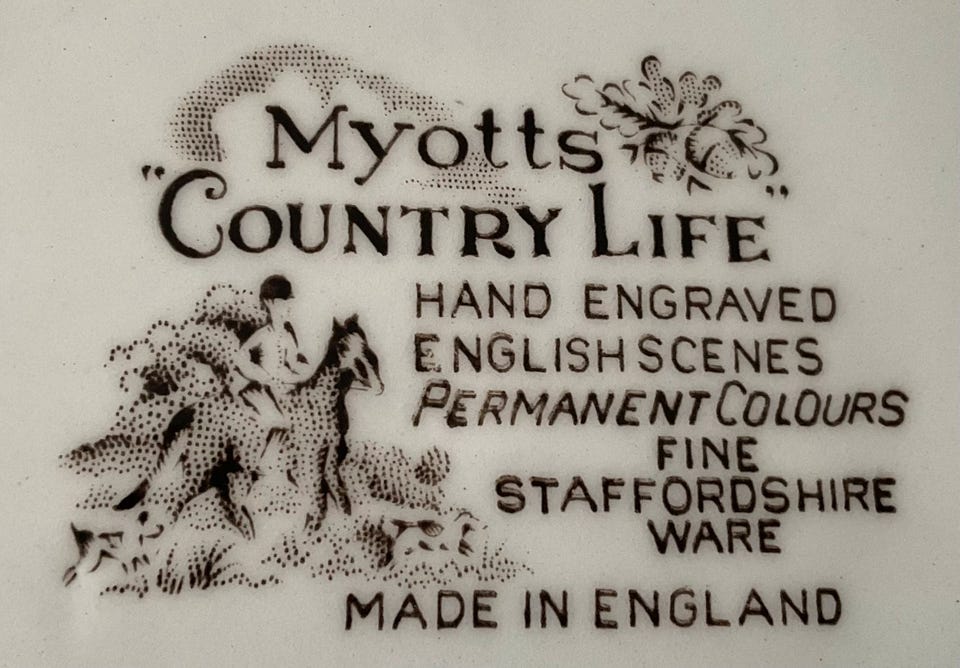 Myotts
"COUNTRY LIFE"
HAND ENGRAVED
ENGLISH SCENES
PERMANENT COLOURS
FINE
STAFFORDSHIRE
WARE
MADE IN ENGLAND